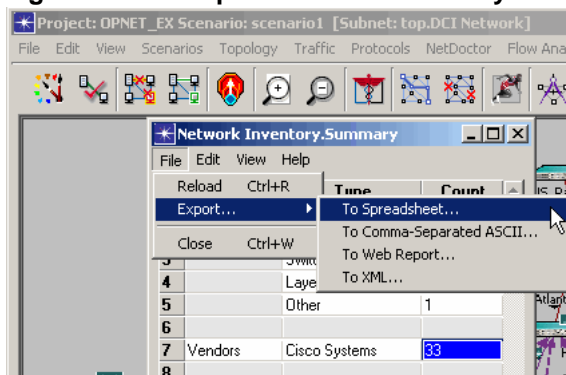 Project: OPNET_EX Scenario: scenario1 [Subnet: top.DCI Network]
File Edit View Scenarios Topology Traffic Protocols NetDoctor Flow Ana
Network Inventory.Summary
File Edit View Help
Reload Ctrl+R
Type Count
Export...
To Spreadsheet...
To Comma-Separated ASCII...
Close Ctrl+W
To Web Report...
3
4 Laye
To XML...
5 Other 1
6
7 Vendors Cisco Systems 33
8